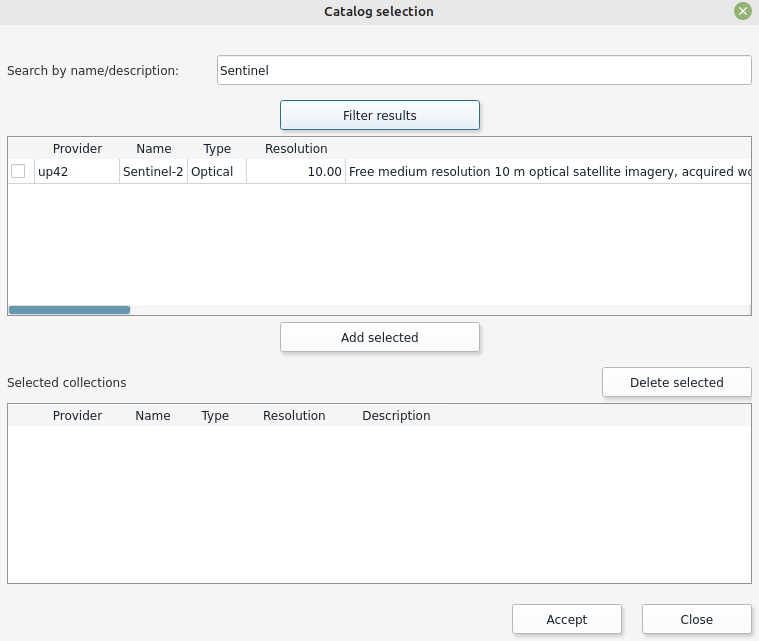 Catalog selection
Search by name/description: Sentinel
Filter results
Provider Name Type Resolution
up42 Sentinel-2 Optical 10.00 Free medium resolution 10 m optical satellite imagery, acquired
Add selected
Selected collections Delete selected
Provider Name Type Resolution Description
Accept Close